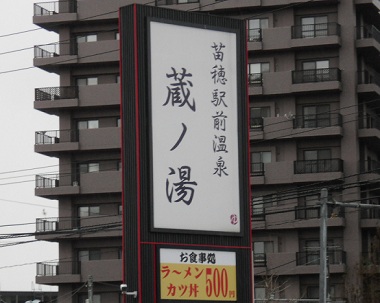 苗穂駅前温泉
蔵ノ湯
お食事処
ラーメン
カツ丼
500円